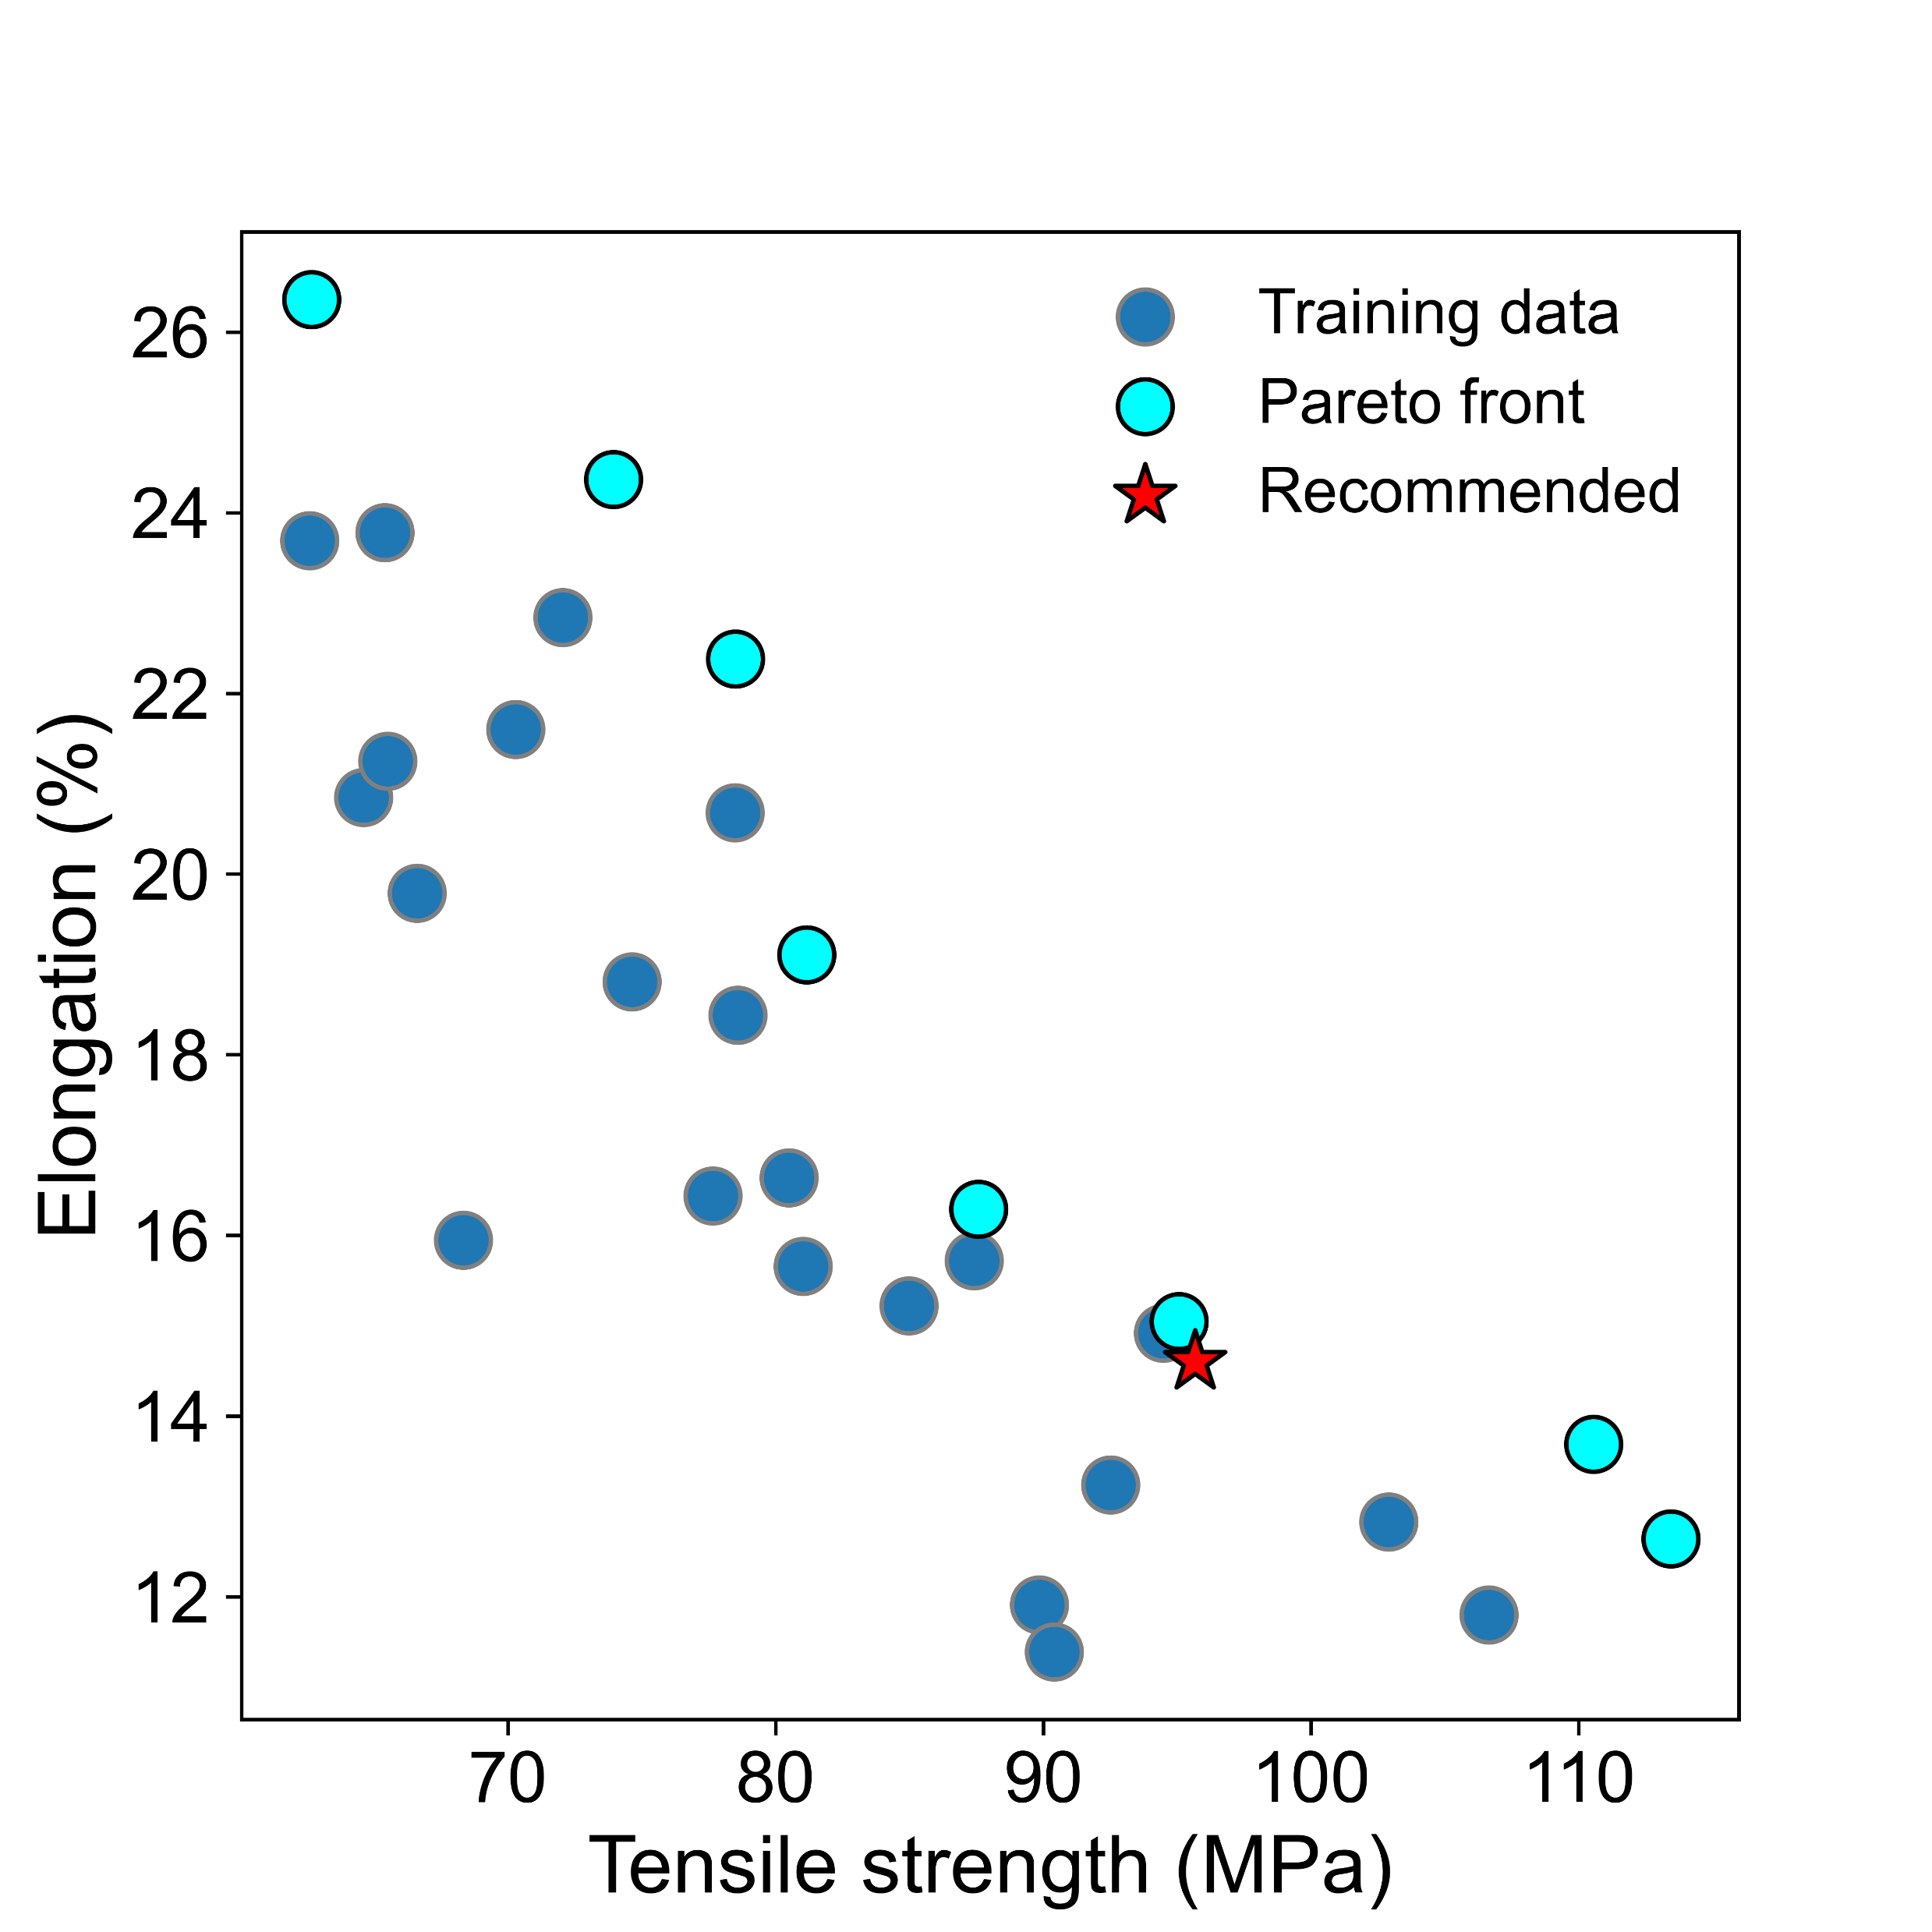 Training data
Pareto front
Recommended
Elongation (%)
26
24
22
20
18
16
14
12
70 80 90 100 110
Tensile strength (MPa)